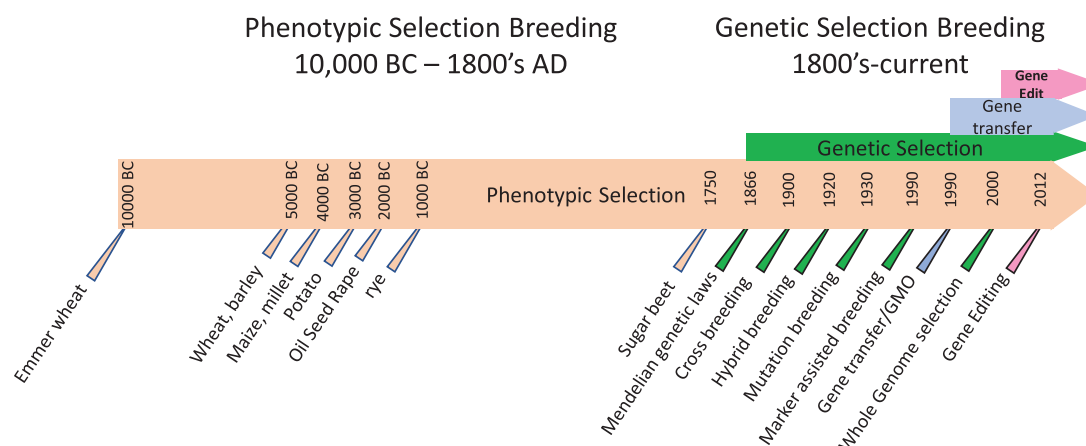 Phenotypic Selection Breeding
10,000 BC – 1800's AD
Genetic Selection Breeding
1800's-current
Gene
Edit
Gene
transfer
Genetic Selection
Phenotypic Selection
10000 BC
5000 BC
4000 BC
3000 BC
2000 BC
1000 BC
1750
1866
1900
1920
1930
1990
1990
2000
2012
Emmer wheat
Wheat, barley
Maize, millet
Potato
Oil Seed Rape
rye
Sugar beet
Mendelian genetic laws
Cross breeding
Hybrid breeding
Mutation breeding
Marker assisted breeding
Gene transfer/GMO
Whole Genome selection
Gene Editing